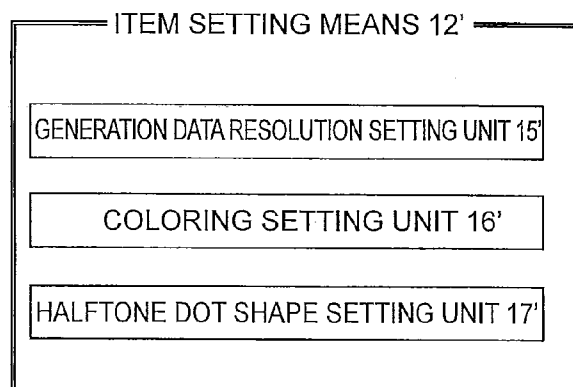 ITEM SETTING MEANS 12'
GENERATION DATA RESOLUTION SETTING UNIT 15'
COLORING SETTING UNIT 16'
HALFTONE DOT SHAPE SETTING UNIT 17'